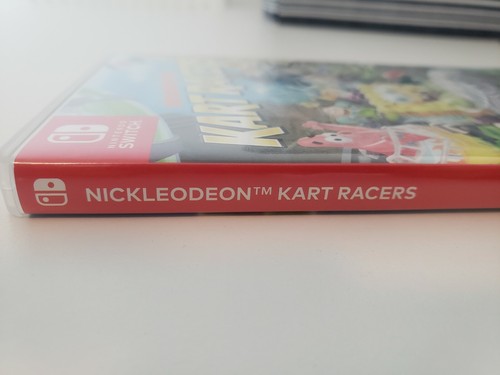 NINTENDO
SWITCH
KART
NICKLEODEON™ KART RACERS